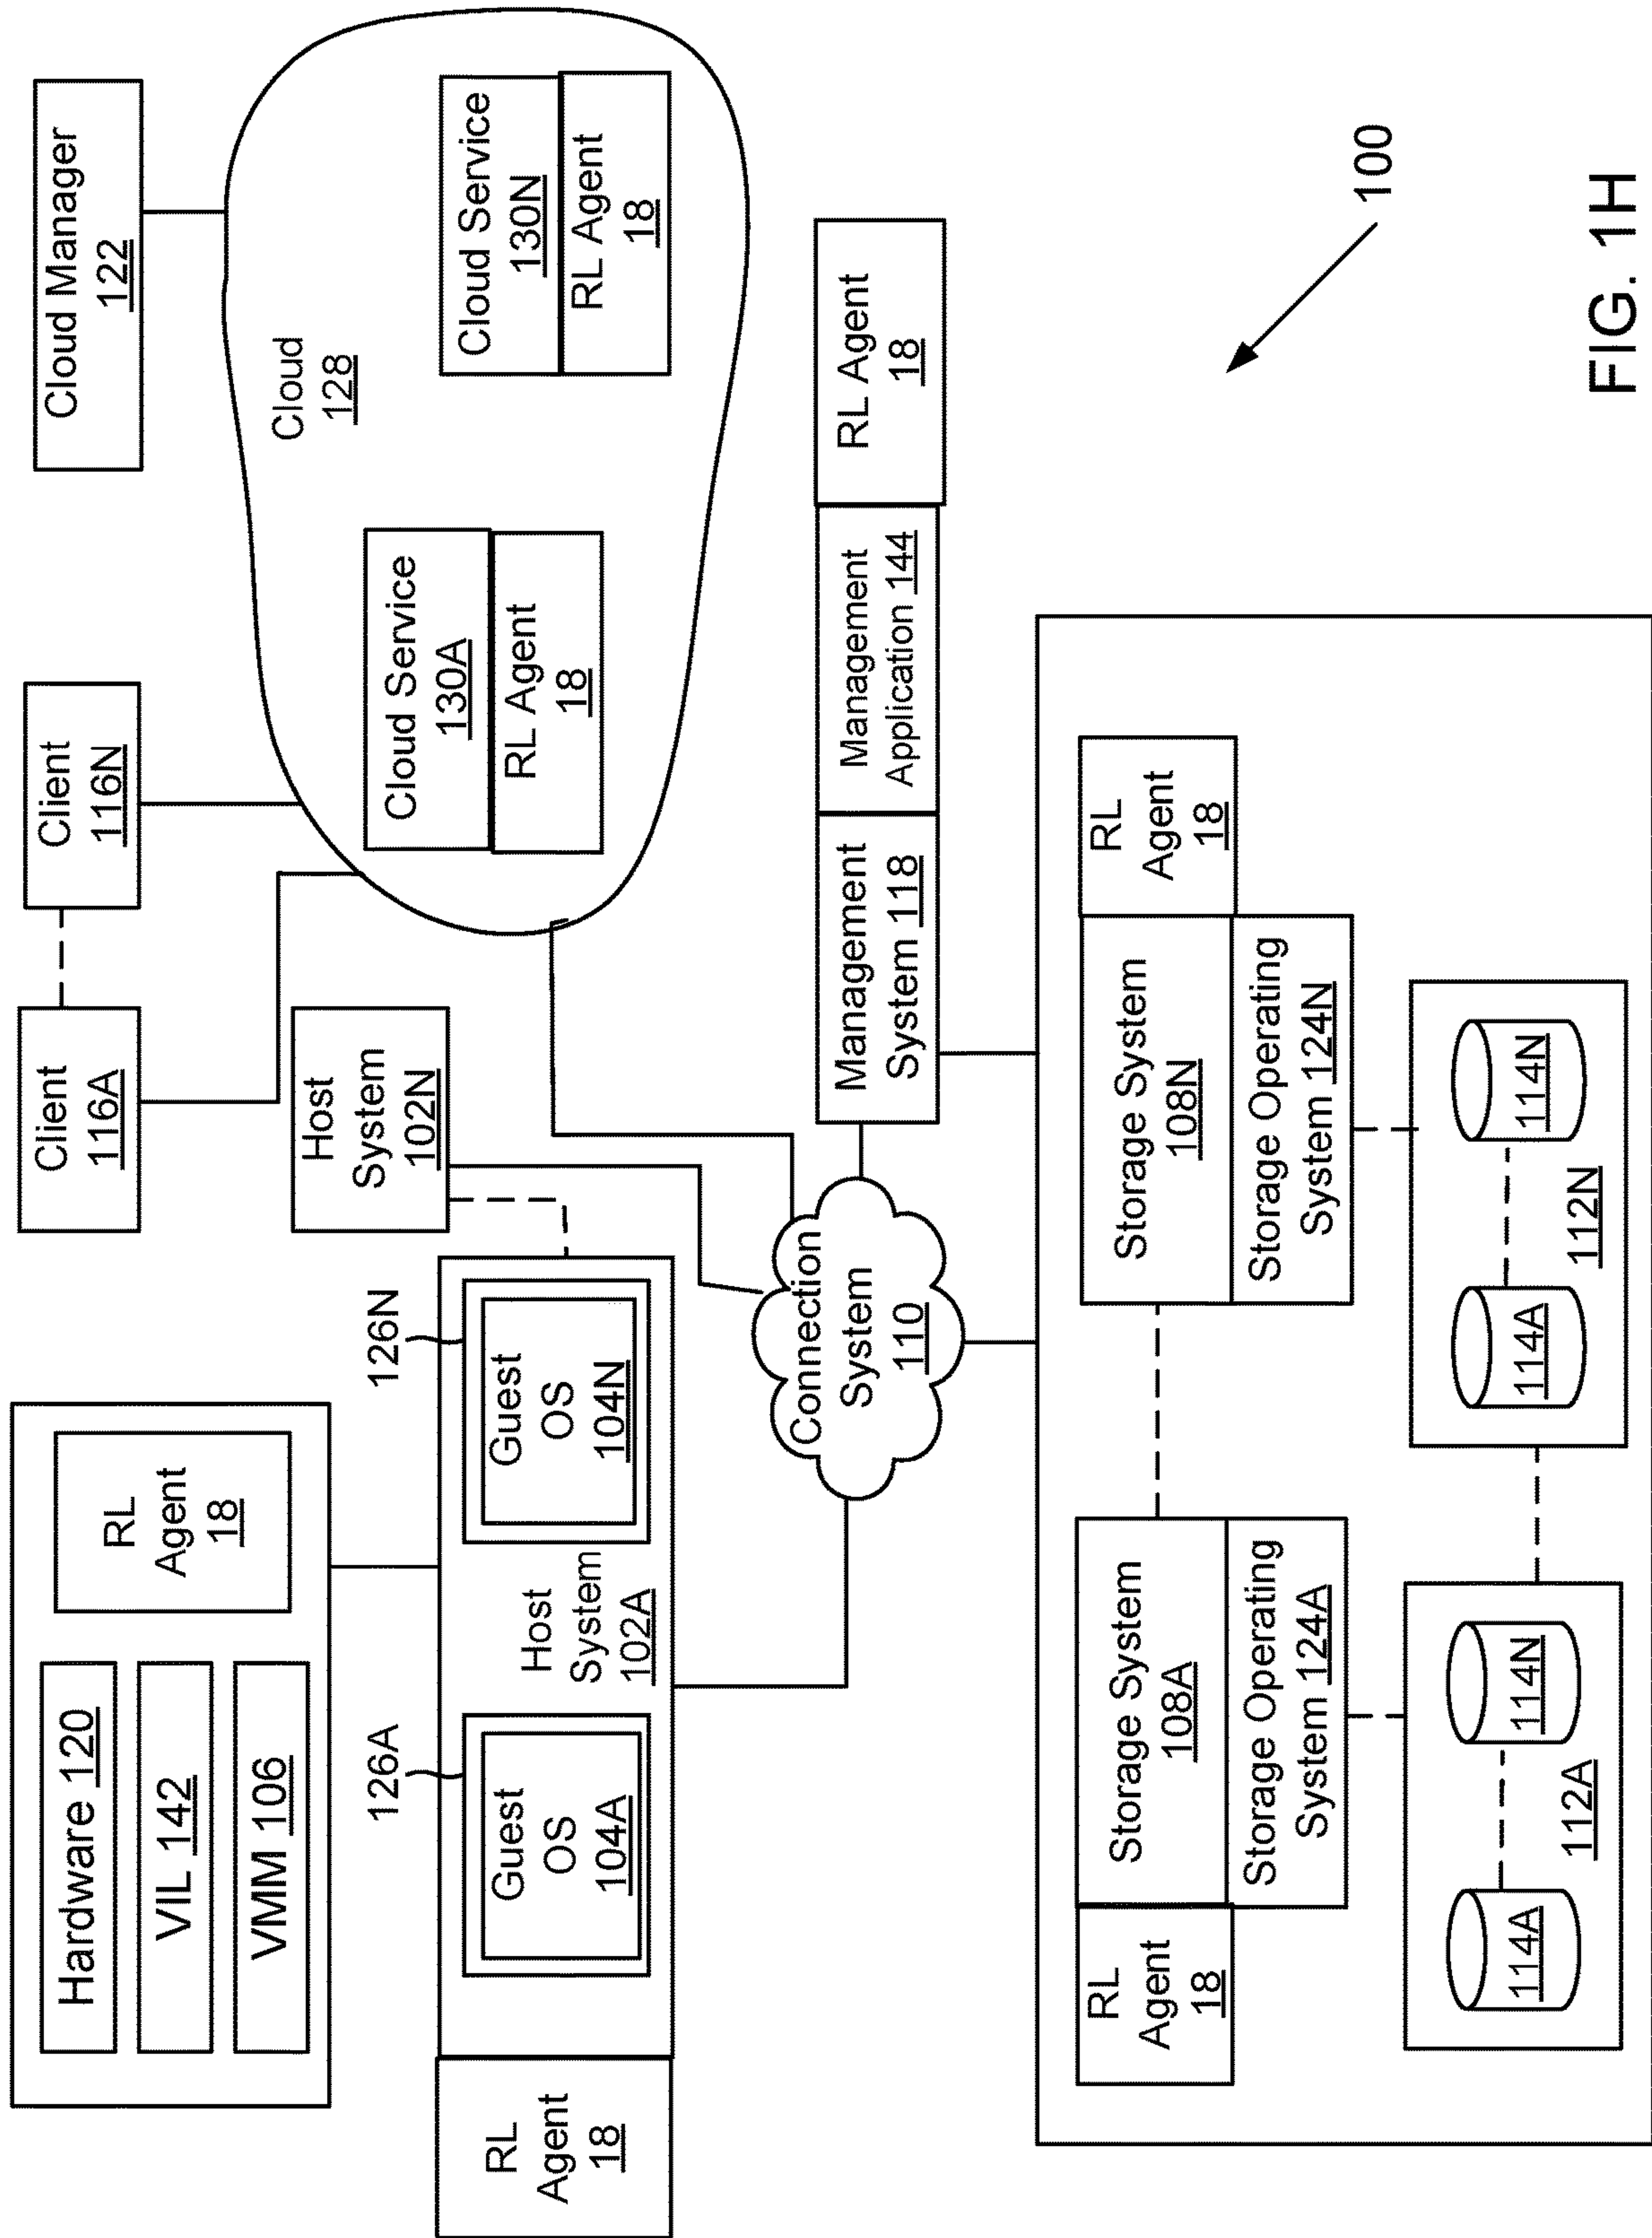 Hardware 120
VIL 142
VMM 106
RL
Agent
18
Client
116A
Client
116N
Cloud Manager
122
126A
126N
Host
System
102N
RL
Agent
18
Guest
OS
104A
Host
System
102A
Guest
OS
104N
Cloud
128
Cloud Service
130A
RL Agent
18
Cloud Service
130N
RL Agent
18
Connection
System
110
Management
System 118
Management
Application 144
RL Agent
18
RL
Agent
18
Storage System
108A
Storage Operating
System 124A
Storage System
108N
Storage Operating
System 124N
RL
Agent
18
114A
114N
112A
114A
114N
112N
100
FIG. 1H